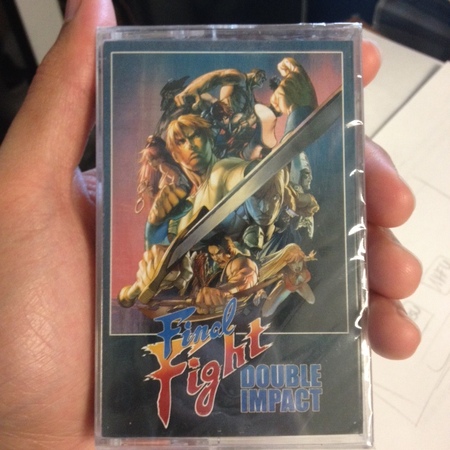 Final
Fight
DOUBLE
IMPACT